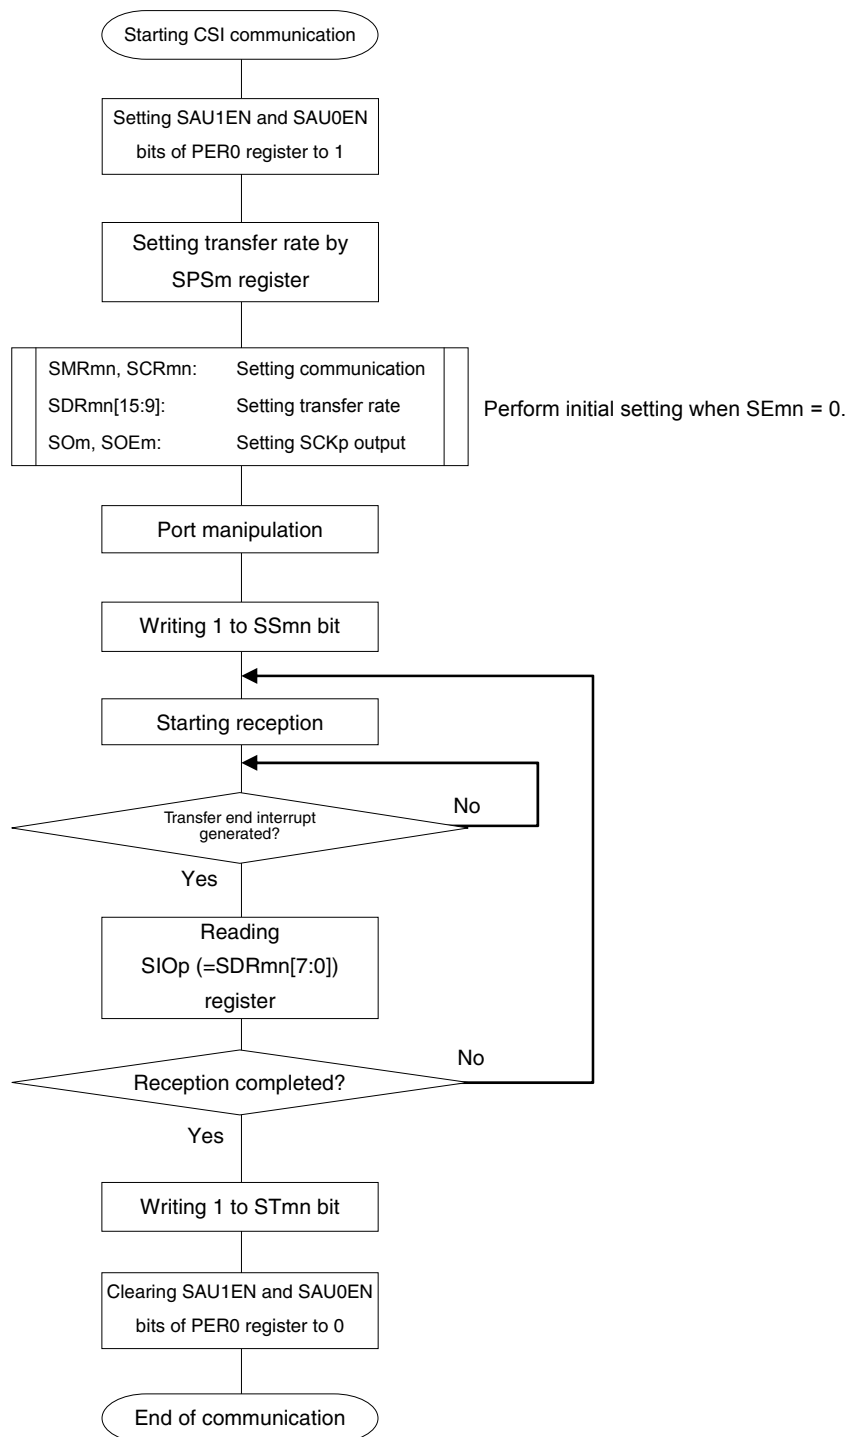 Starting CSI communication
Setting SAU1EN and SAU0EN
bits of PER0 register to 1
Setting transfer rate by
SPSm register
SMRmn, SCRmn: Setting communication
SDRmn[15:9]: Setting transfer rate
SOm, SOEm: Setting SCKp output
Perform initial setting when SEmn = 0.
Port manipulation
Writing 1 to SSmn bit
Starting reception
Transfer end interrupt
generated?
No
Yes
Reading
SIOp (=SDRmn[7:0])
register
Reception completed?
No
Yes
Writing 1 to STmn bit
Clearing SAU1EN and SAU0EN
bits of PER0 register to 0
End of communication